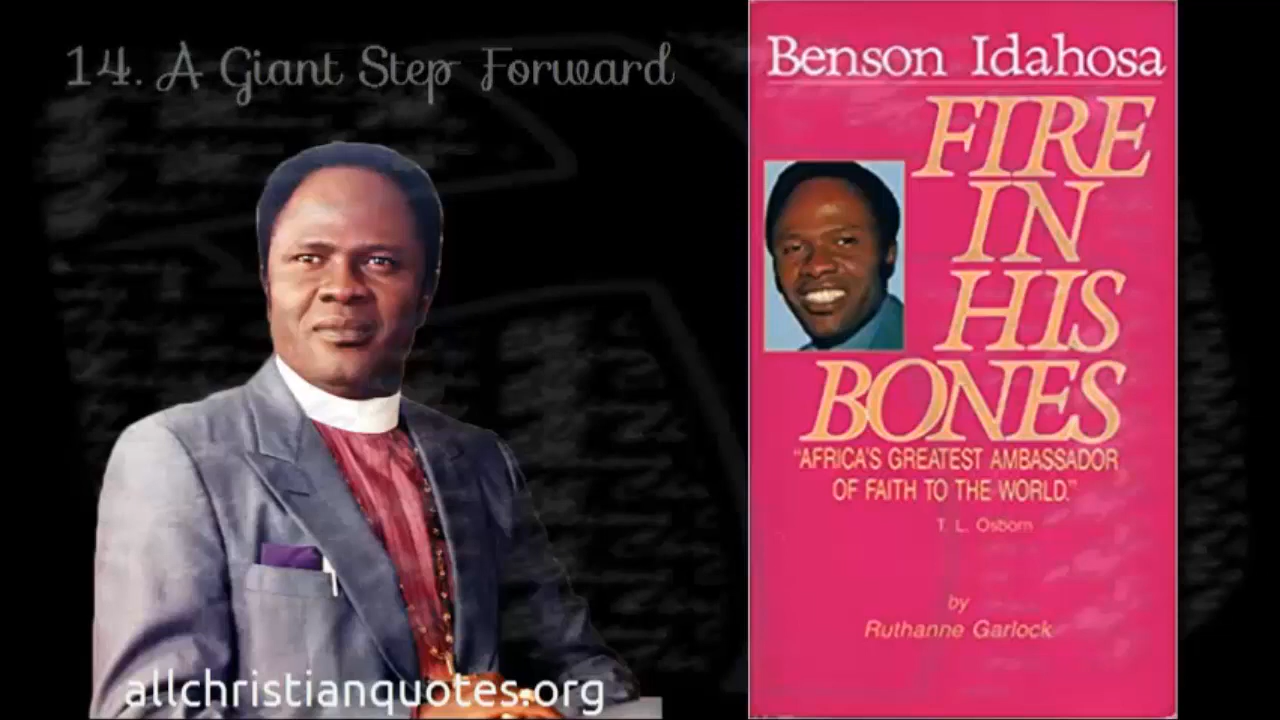 14. A Giant Step Forward
allchristianquotes.org
Benson Idahosa
FIRE
IN
HIS
BONES
"AFRICA'S GREATEST AMBASSADOR
OF FAITH TO THE WORLD."
T. L. Osborn
by
Ruthanne Garlock